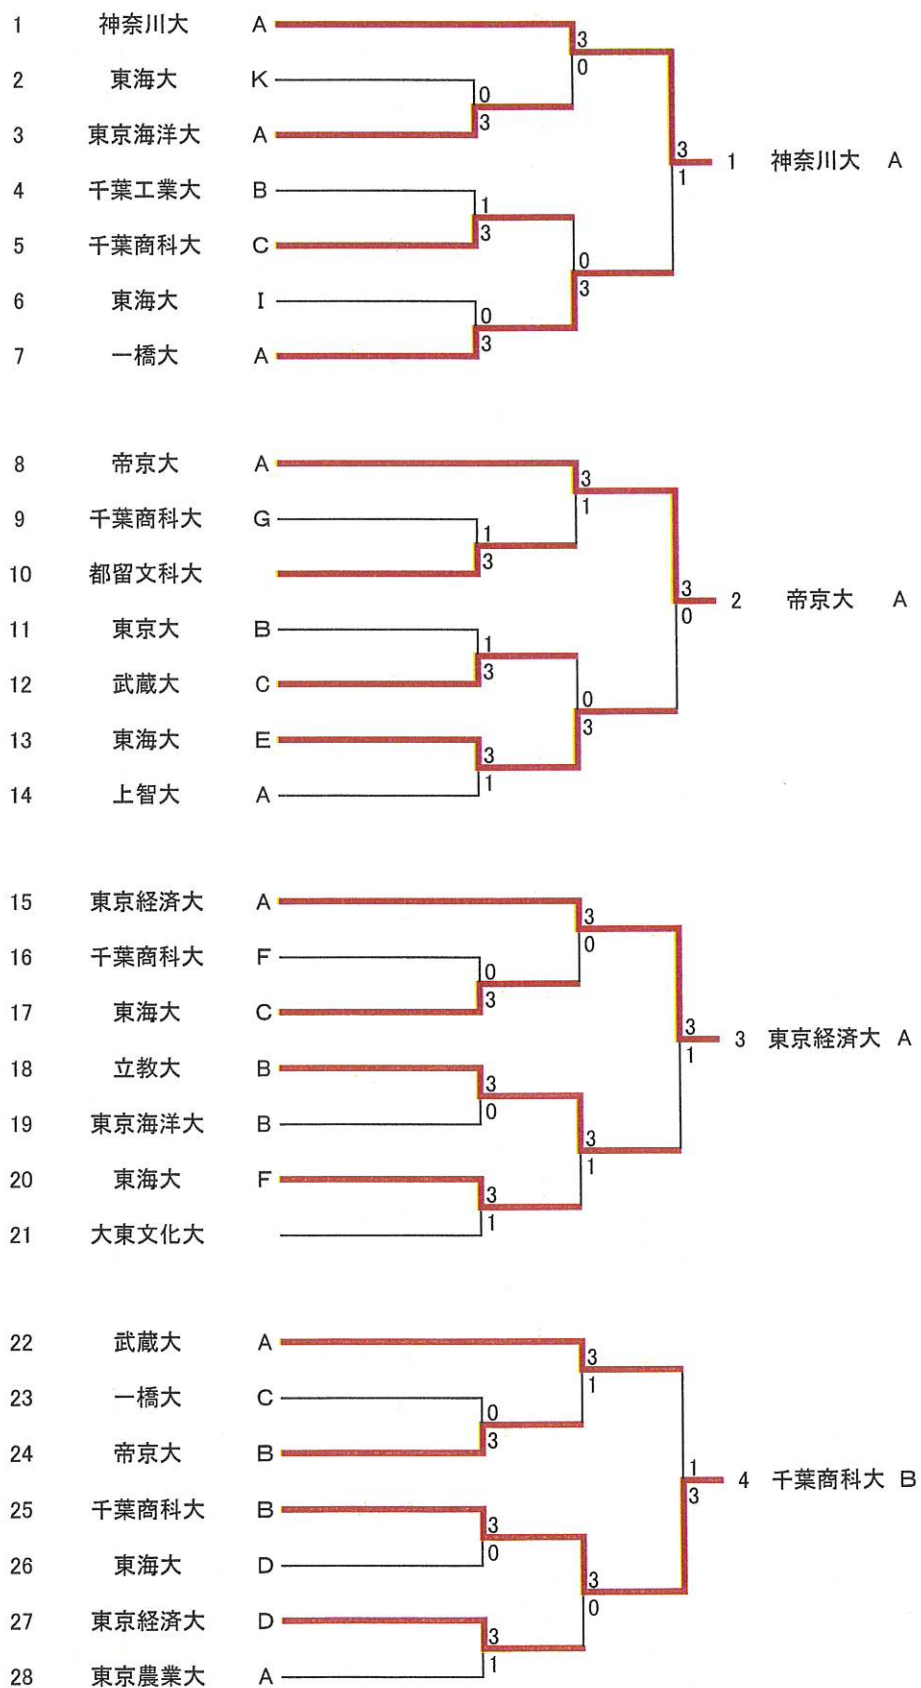 1 神奈川大 A
3
0
2 東海大 K
0
3
3 東京海洋大 A
3
1
1 神奈川大 A
4 千葉工業大 B
1
3
5 千葉商科大 C
0
3
6 東海大 I
0
3
7 一橋大 A
8 帝京大 A
3
1
9 千葉商科大 G
1
3
10 都留文科大
3
0
2 帝京大 A
11 東京大 B
1
3
12 武蔵大 C
0
3
13 東海大 E
3
1
14 上智大 A
15 東京経済大 A
3
0
16 千葉商科大 F
0
3
17 東海大 C
3
1
3 東京経済大 A
18 立教大 B
3
0
19 東京海洋大 B
3
1
20 東海大 F
3
1
21 大東文化大
22 武蔵大 A
3
1
23 一橋大 C
0
3
24 帝京大 B
1
3
4 千葉商科大 B
25 千葉商科大 B
3
0
26 東海大 D
3
0
27 東京経済大 D
3
1
28 東京農業大 A